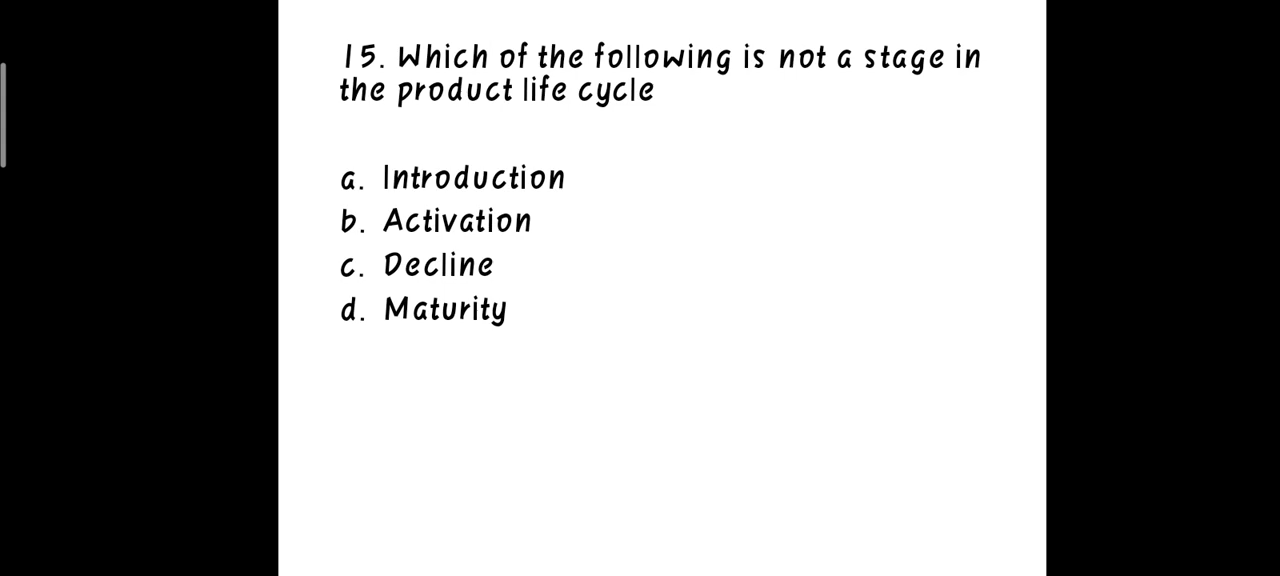 15. Which of the following is not a stage in
the product life cycle
a. Introduction
b. Activation
c. Decline
d. Maturity